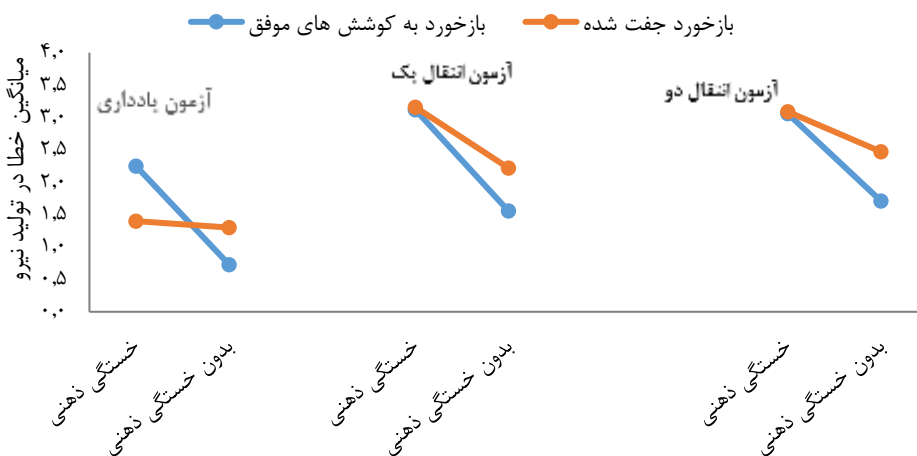 بازخورد به کوشش های موفق
بازخورد جفت شده
میانگین خطا در تولید نیرو
۴,۰
۳,۵
۳,۰
۲,۵
۲,۰
۱,۵
۱,۰
۰,۵
۰,۰
آزمون یادداری
آزمون انتقال یک
آزمون انتقال دو
خستگی ذهنی
بدون خستگی ذهنی
خستگی ذهنی
بدون خستگی ذهنی
خستگی ذهنی
بدون خستگی ذهنی